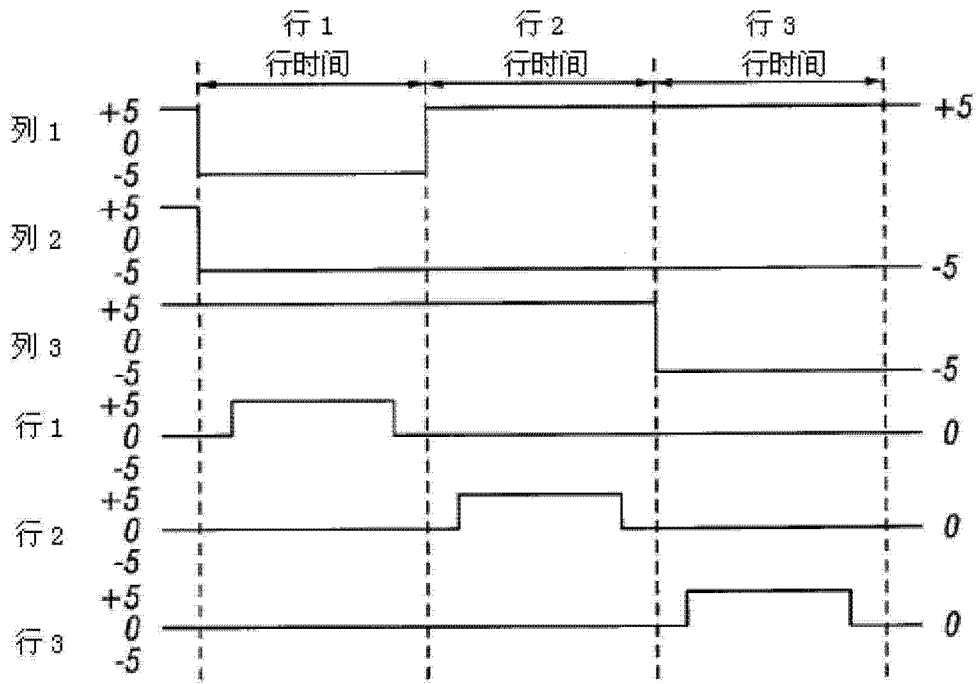 行 1 行 2 行 3
行时间 行时间 行时间
列 1 +5 0 -5 +5
列 2 +5 0 -5 -5
列 3 +5 0 -5 -5
行 1 +5 0 -5 0
行 2 +5 0 -5 0
行 3 +5 0 -5 0